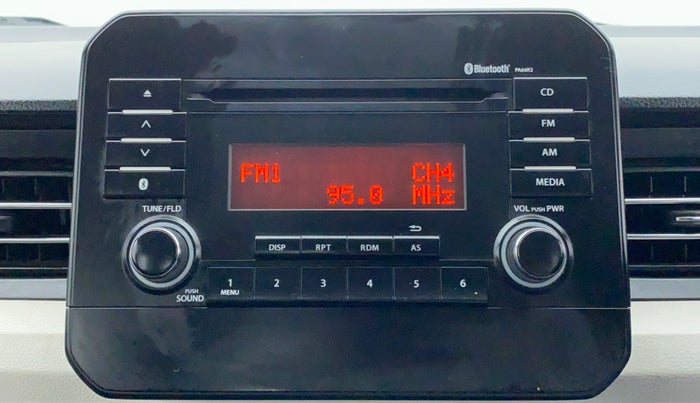 Bluetooth PA66R2
CD
FM
AM
MEDIA
FM1 CH4
95.0 MHz
TUNE/FLD
VOL PUSH PWR
DISP RPT RDM AS
PUSH
SOUND
1 2 3 4 5 6
MENU